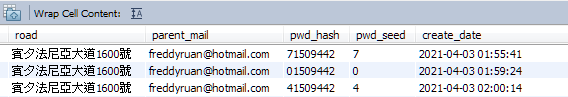 Wrap Cell Content:
road parent_mail pwd_hash pwd_seed create_date
賓夕法尼亞大道1600號 freddyruan@hotmail.com 71509442 7 2021-04-03 01:55:41
賓夕法尼亞大道1600號 freddyruan@hotmail.com 01509442 0 2021-04-03 01:59:24
賓夕法尼亞大道1600號 freddyruan@hotmail.com 41509442 4 2021-04-03 02:00:14